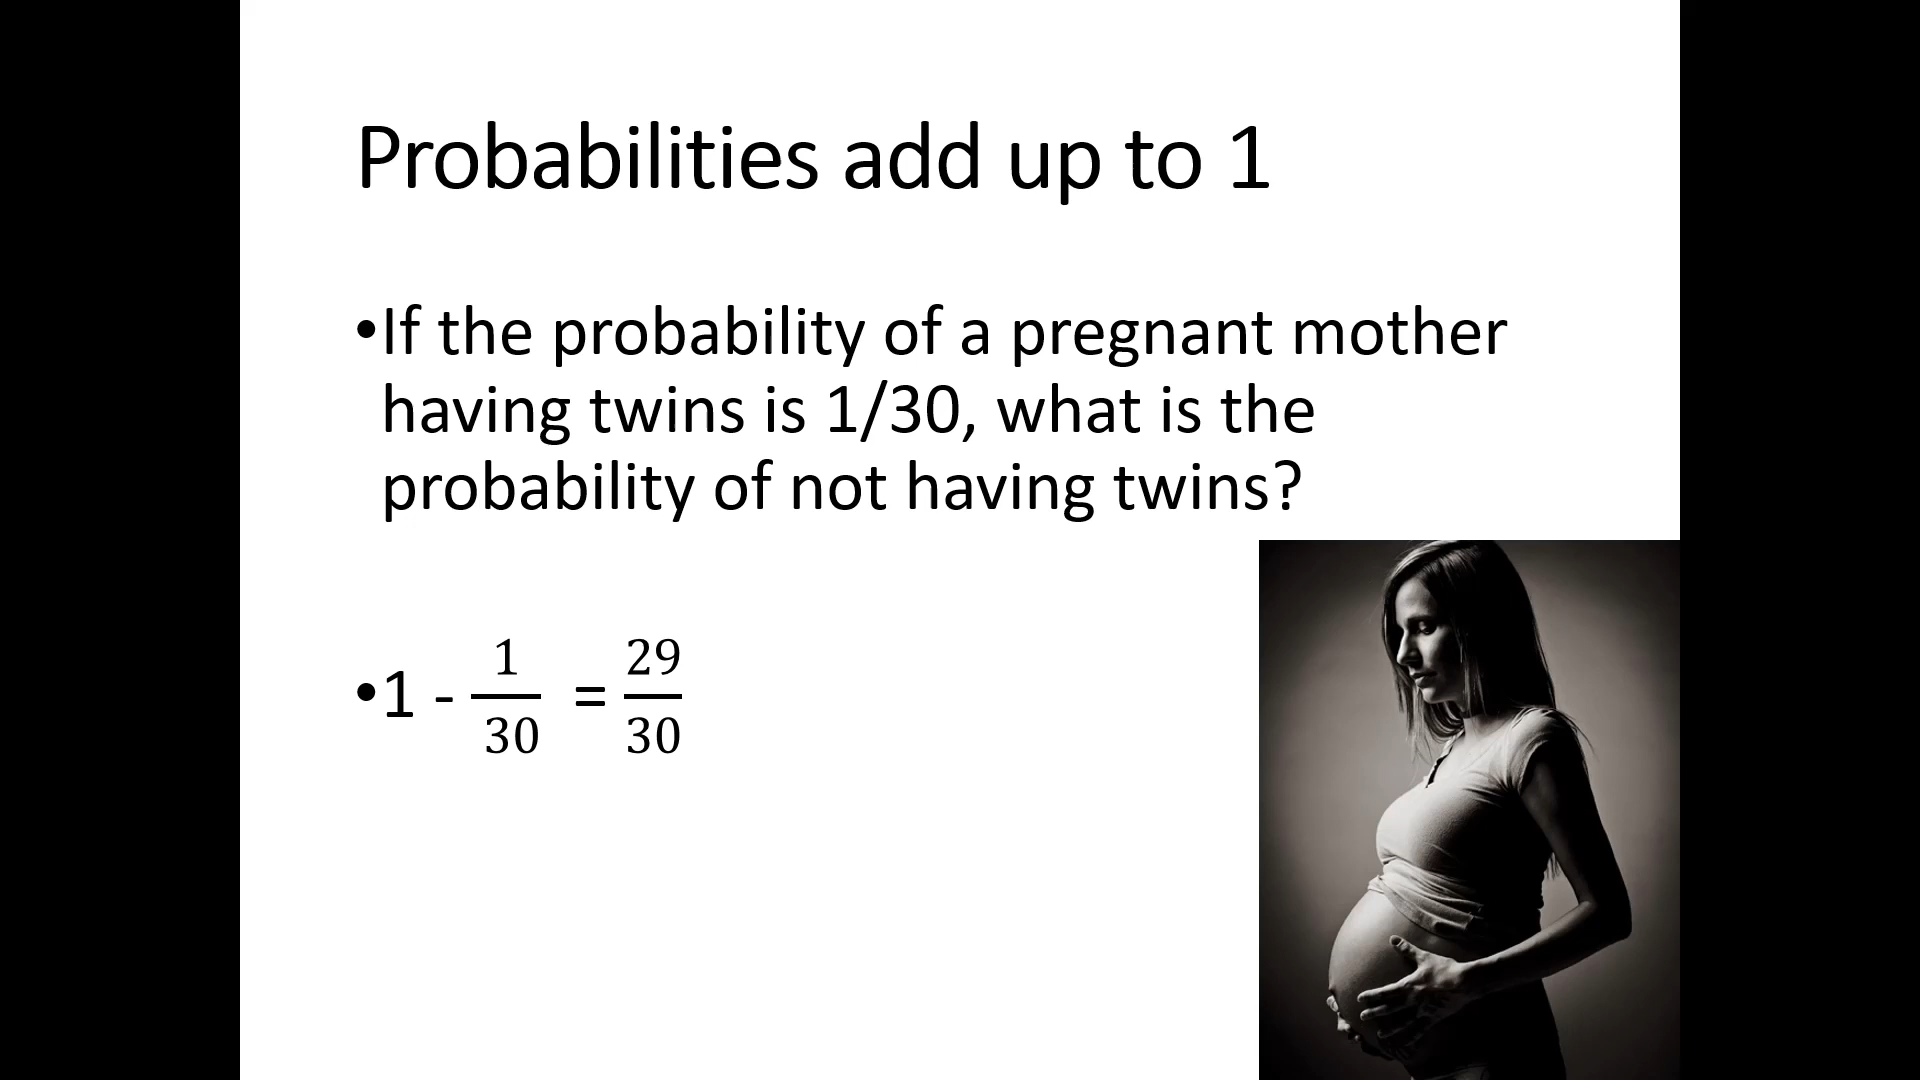 Probabilities add up to 1
•If the probability of a pregnant mother
having twins is 1/30, what is the
probability of not having twins?
•1 - 1/30 = 29/30